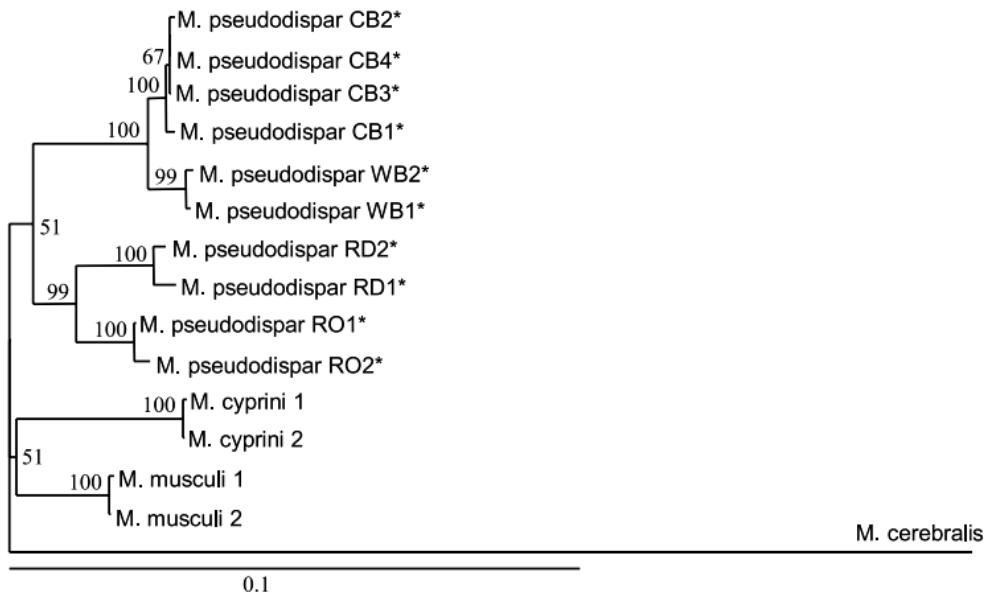 M. pseudodispar CB2*
67
M. pseudodispar CB4*
100
M. pseudodispar CB3*
100
M. pseudodispar CB1*
99
M. pseudodispar WB2*
M. pseudodispar WB1*
51
100
M. pseudodispar RD2*
99
M. pseudodispar RD1*
100
M. pseudodispar RO1*
M. pseudodispar RO2*
100
M. cyprini 1
M. cyprini 2
51
100
M. musculi 1
M. musculi 2
M. cerebralis
0.1